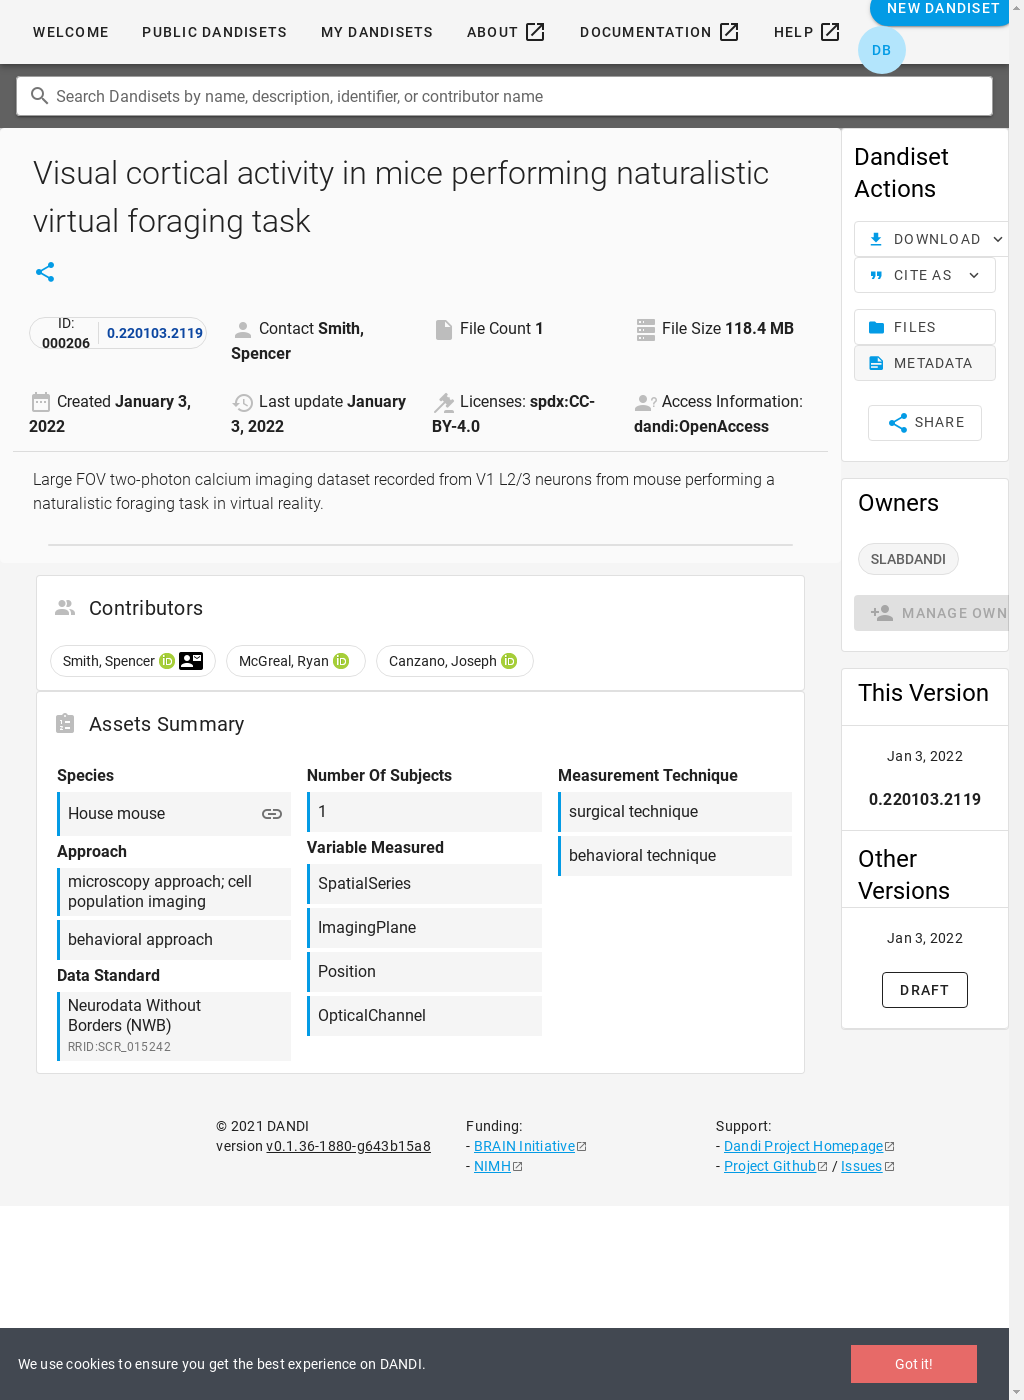 WELCOME
PUBLIC DANDISETS
MY DANDISETS
ABOUT
DOCUMENTATION
HELP
NEW DANDISET
DB
Search Dandisets by name, description, identifier, or contributor name
Visual cortical activity in mice performing naturalistic
virtual foraging task
ID:
000206
0.220103.2119
Contact Smith,
Spencer
File Count 1
File Size 118.4 MB
Created January 3,
2022
Last update January
3, 2022
Licenses: spdx:CC-
BY-4.0
Access Information:
dandi:OpenAccess
Large FOV two-photon calcium imaging dataset recorded from V1 L2/3 neurons from mouse performing a
naturalistic foraging task in virtual reality.
Contributors
Smith, Spencer iD
McGreal, Ryan iD
Canzano, Joseph iD
Assets Summary
Species
House mouse
Approach
microscopy approach; cell
population imaging
behavioral approach
Data Standard
Neurodata Without
Borders (NWB)
RRID:SCR_015242
Number Of Subjects
1
Variable Measured
SpatialSeries
ImagingPlane
Position
OpticalChannel
Measurement Technique
surgical technique
behavioral technique
Dandiset
Actions
DOWNLOAD
CITE AS
FILES
METADATA
SHARE
Owners
SLABDANDI
MANAGE OWN
This Version
Jan 3, 2022
0.220103.2119
Other
Versions
Jan 3, 2022
DRAFT
© 2021 DANDI
version v0.1.36-1880-g643b15a8
Funding:
- BRAIN Initiative
- NIMH
Support:
- Dandi Project Homepage
- Project Github / Issues
We use cookies to ensure you get the best experience on DANDI.
Got it!